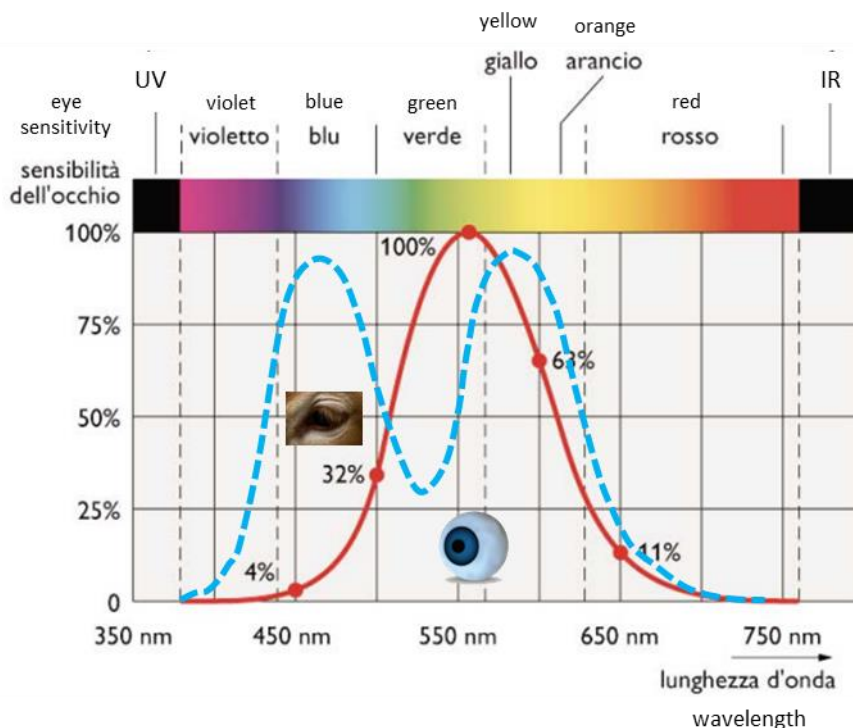 yellow
orange
UV
giallo
arancio
IR
eye
sensitivity
violet
blue
green
red
violetto
blu
verde
rosso
sensibilità
dell'occhio
100%
100%
75%
63%
50%
32%
25%
4%
11%
0
350 nm
450 nm
550 nm
650 nm
750 nm
lunghezza d'onda
wavelength